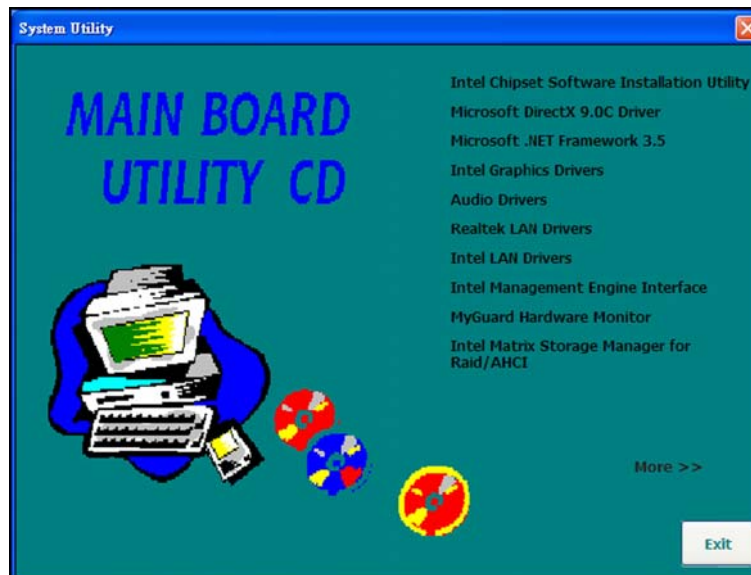 System Utility
MAIN BOARD
UTILITY CD
Intel Chipset Software Installation Utility
Microsoft DirectX 9.0C Driver
Microsoft .NET Framework 3.5
Intel Graphics Drivers
Audio Drivers
Realtek LAN Drivers
Intel LAN Drivers
Intel Management Engine Interface
MyGuard Hardware Monitor
Intel Matrix Storage Manager for
Raid/AHCI
More >>
Exit